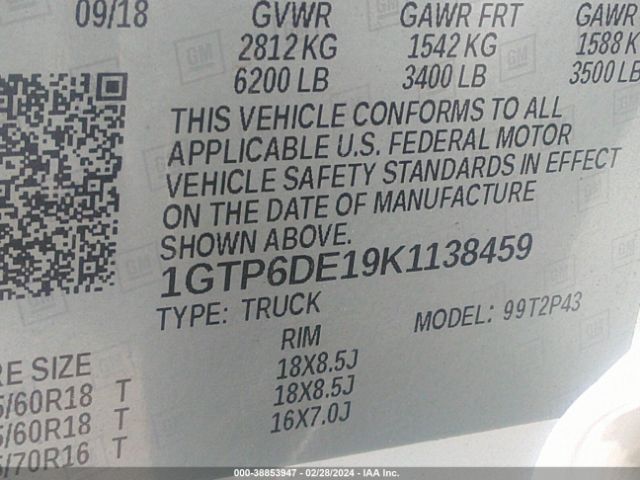 09/18 GVWR GAWR FRT GAWR
2812 KG 1542 KG 1588 K
6200 LB 3400 LB 3500 LB
THIS VEHICLE CONFORMS TO ALL
APPLICABLE U.S. FEDERAL MOTOR
VEHICLE SAFETY STANDARDS IN EFFECT
ON THE DATE OF MANUFACTURE
SHOWN ABOVE.
1GTP6DE19K1138459
TYPE: TRUCK MODEL: 99T2P43
RE SIZE RIM
5/60R18 T 18X8.5J
5/60R18 T 18X8.5J
5/70R16 T 16X7.0J
000-38853947 - 02/28/2024 - IAA Inc.